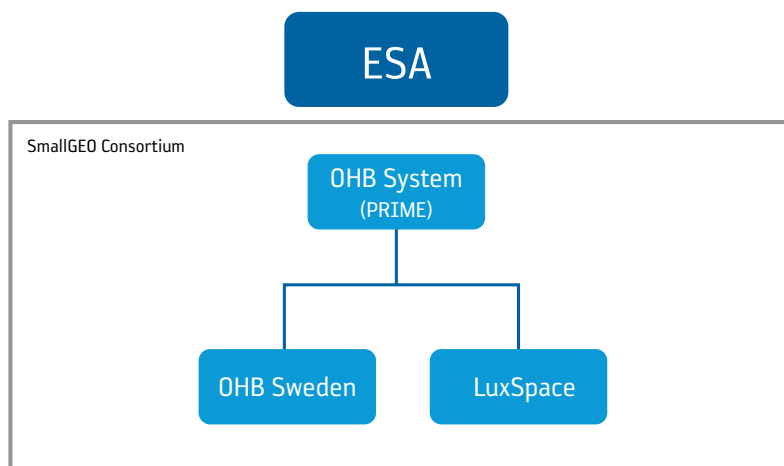 ESA
SmallGEO Consortium
OHB System
(PRIME)
OHB Sweden
LuxSpace